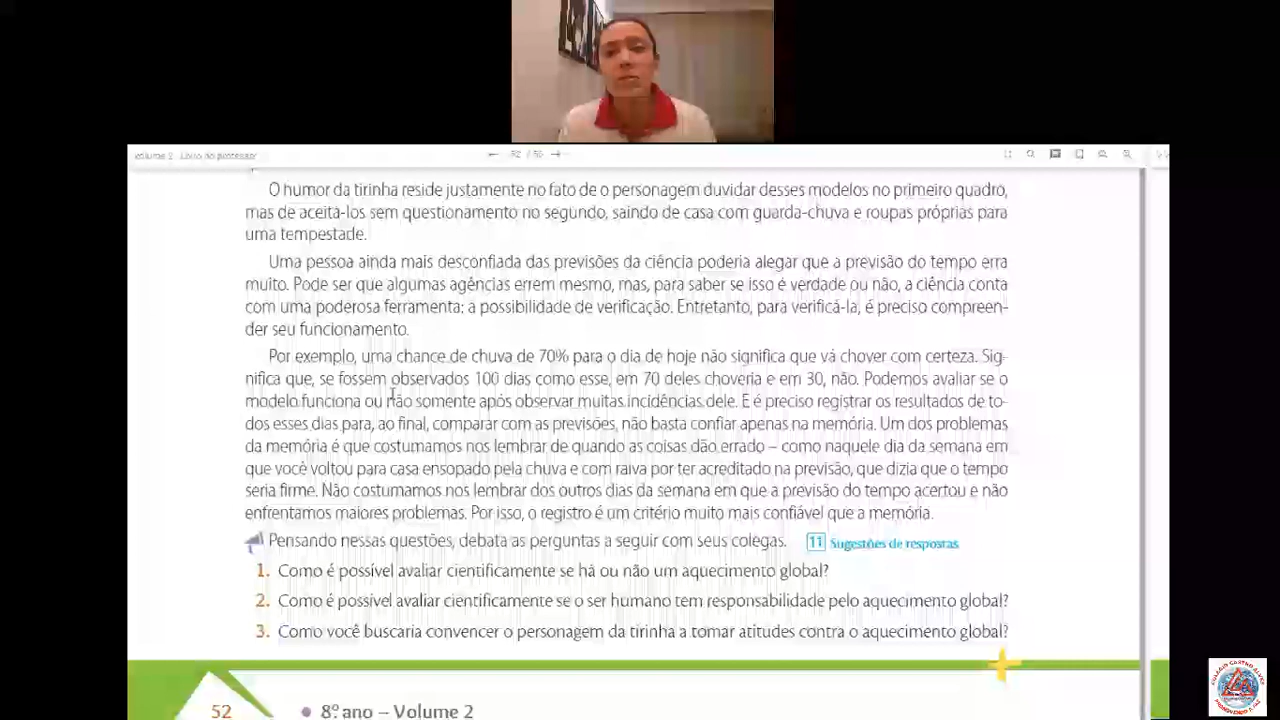 Volume 2 Livro do professor
52 / 56
O humor da tirinha reside justamente no fato de o personagem duvidar desses modelos no primeiro quadro,
mas de aceitá-los sem questionamento no segundo, saindo de casa com guarda-chuva e roupas próprias para
uma tempestade.
Uma pessoa ainda mais desconfiada das previsões da ciência poderia alegar que a previsão do tempo erra
muito. Pode ser que algumas agências errem mesmo, mas, para saber se isso é verdade ou não, a ciência conta
com uma poderosa ferramenta: a possibilidade de verificação. Entretanto, para verificá-la, é preciso compreen-
der seu funcionamento.
Por exemplo, uma chance de chuva de 70% para o dia de hoje não significa que vá chover com certeza. Sig-
nifica que, se fossem observados 100 dias como esse, em 70 deles choveria e em 30, não. Podemos avaliar se o
modelo funciona ou não somente após observar muitas incidências dele. E é preciso registrar os resultados de to-
dos esses dias para, ao final, comparar com as previsões, não basta confiar apenas na memória. Um dos problemas
da memória é que costumamos nos lembrar de quando as coisas dão errado – como naquele dia da semana em
que você voltou para casa ensopado pela chuva e com raiva por ter acreditado na previsão, que dizia que o tempo
seria firme. Não costumamos nos lembrar dos outros dias da semana em que a previsão do tempo acertou e não
enfrentamos maiores problemas. Por isso, o registro é um critério muito mais confiável que a memória.
Pensando nessas questões, debata as perguntas a seguir com seus colegas. 11 Sugestões de respostas
1. Como é possível avaliar cientificamente se há ou não um aquecimento global?
2. Como é possível avaliar cientificamente se o ser humano tem responsabilidade pelo aquecimento global?
3. Como você buscaria convencer o personagem da tirinha a tomar atitudes contra o aquecimento global?
52 8º. ano – Volume 2